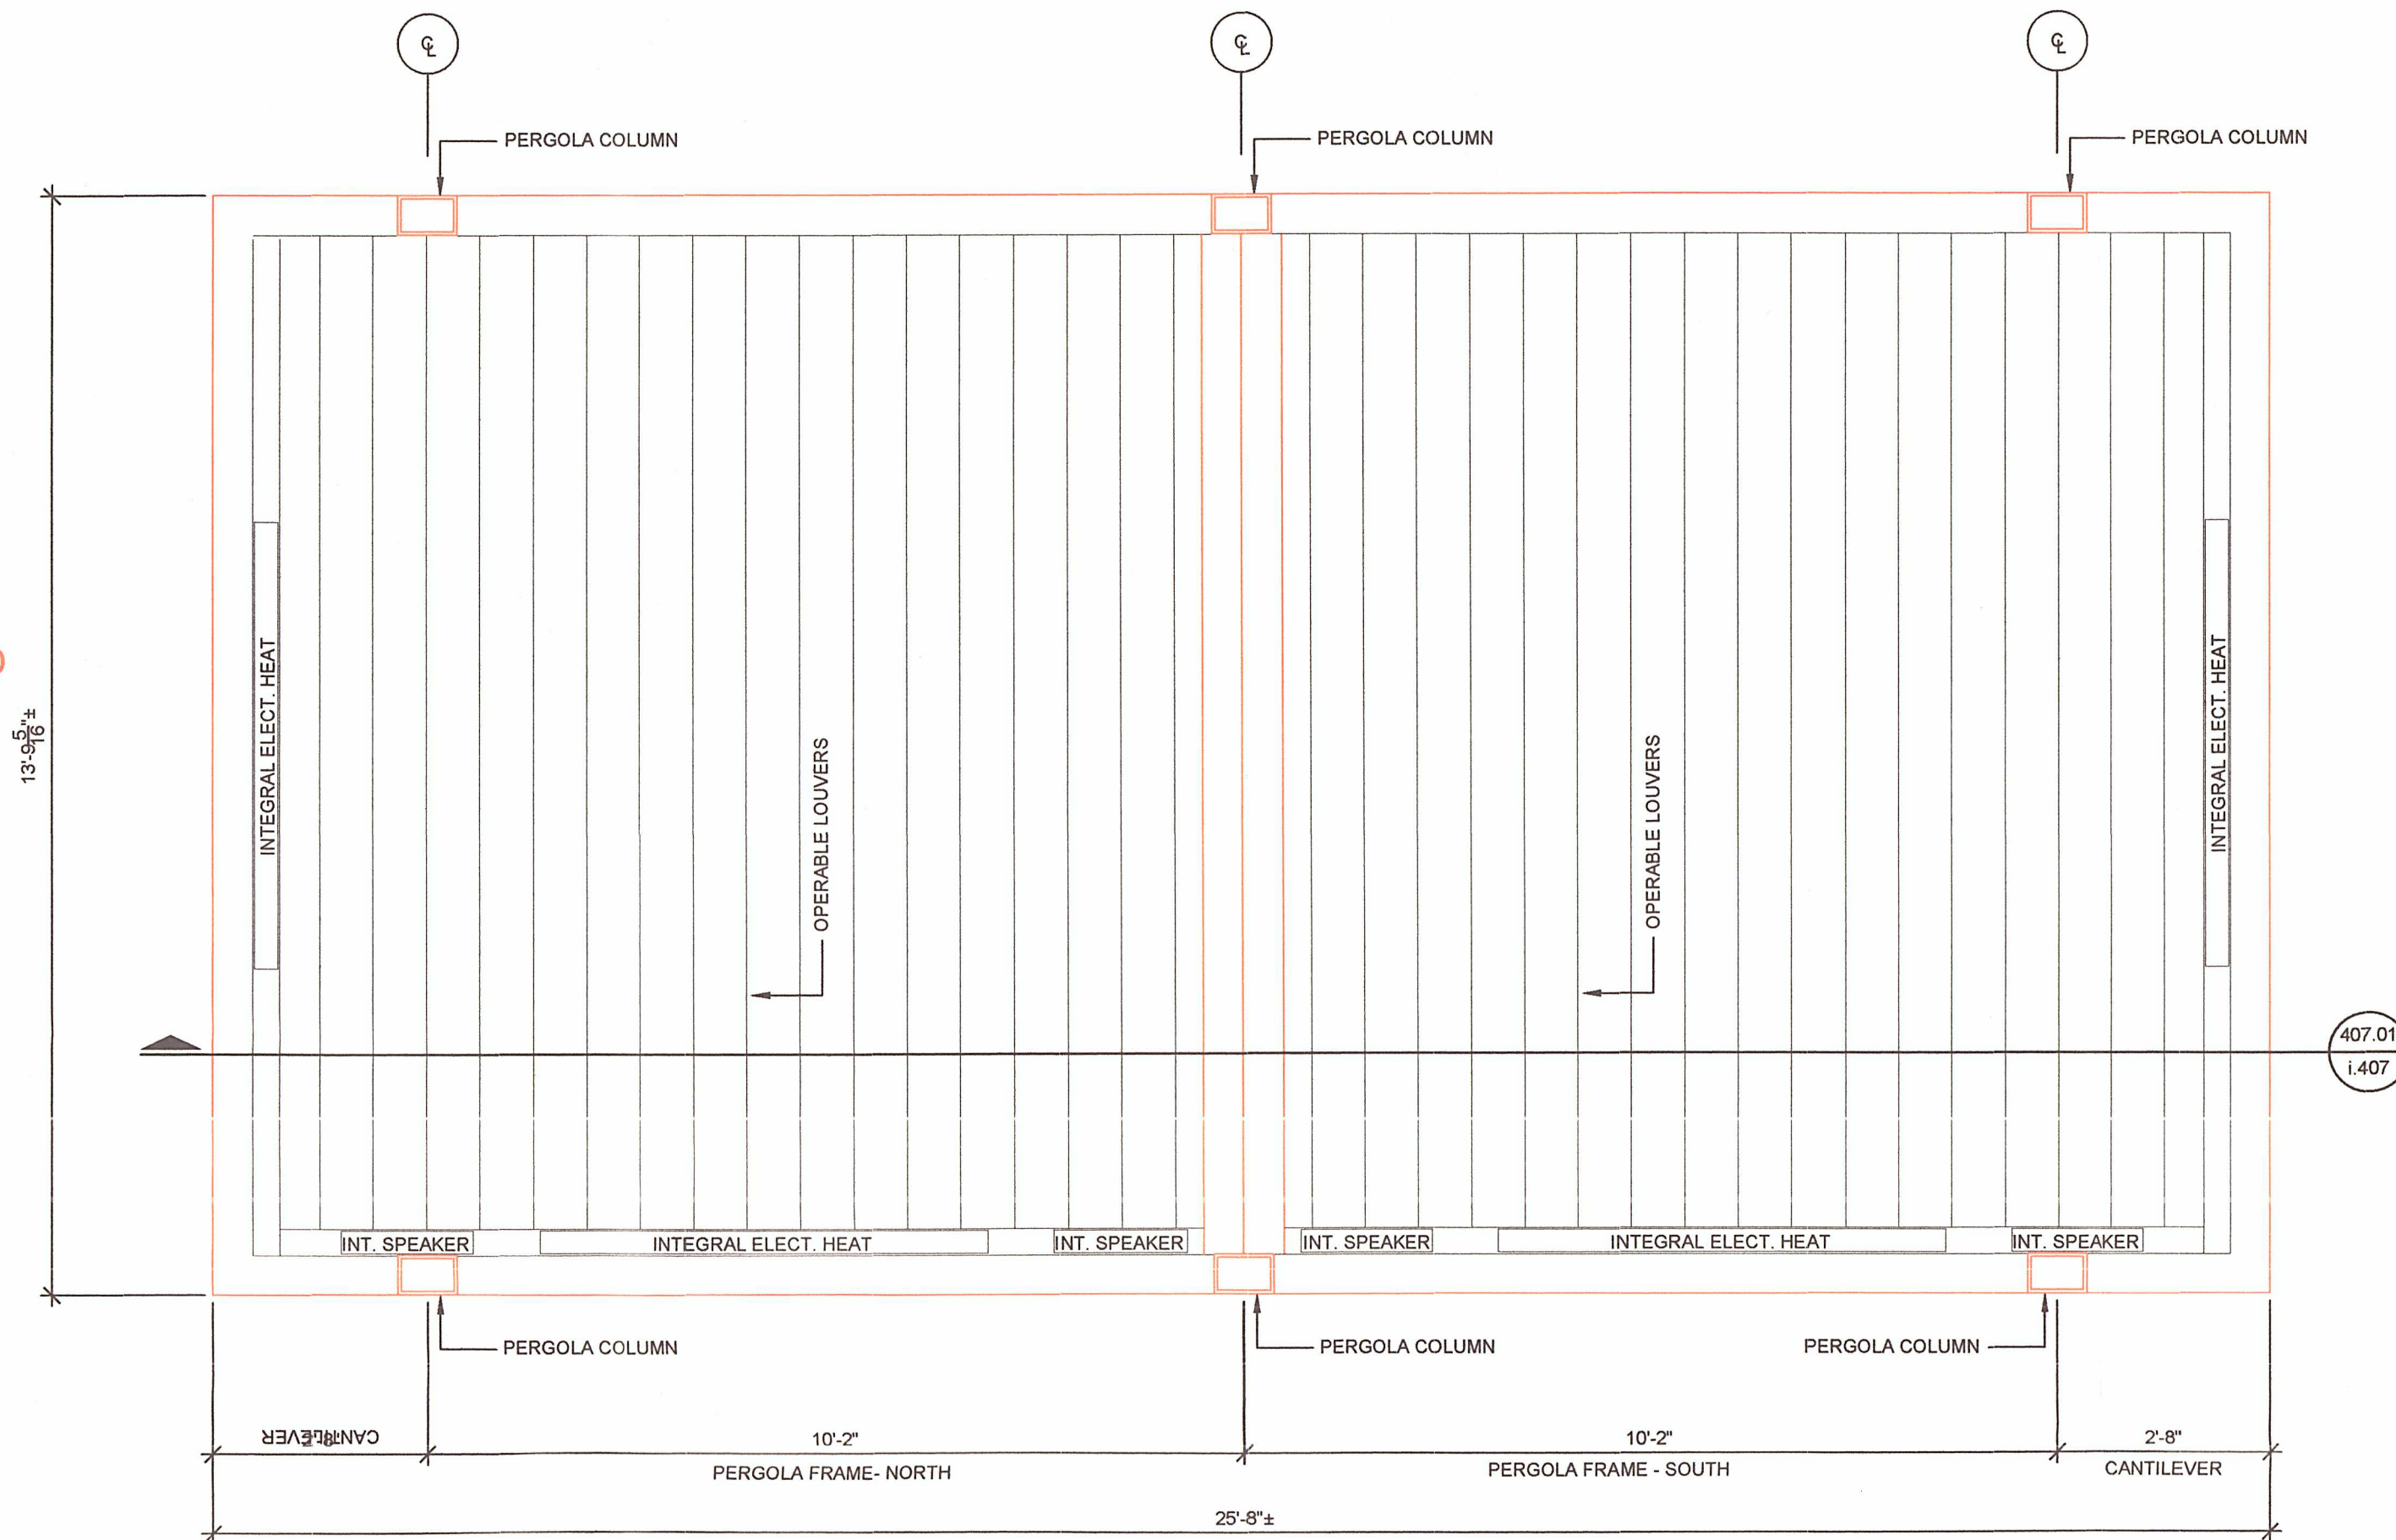 ℄
℄
℄
PERGOLA COLUMN
PERGOLA COLUMN
PERGOLA COLUMN
INTEGRAL ELECT. HEAT
INTEGRAL ELECT. HEAT
13'-9 5/16"±
OPERABLE LOUVERS
OPERABLE LOUVERS
407.01
i.407
INT. SPEAKER
INTEGRAL ELECT. HEAT
INT. SPEAKER
INT. SPEAKER
INTEGRAL ELECT. HEAT
INT. SPEAKER
PERGOLA COLUMN
PERGOLA COLUMN
PERGOLA COLUMN
CANTILEVER
2'-8"
10'-2"
10'-2"
2'-8"
PERGOLA FRAME- NORTH
PERGOLA FRAME - SOUTH
CANTILEVER
25'-8"±